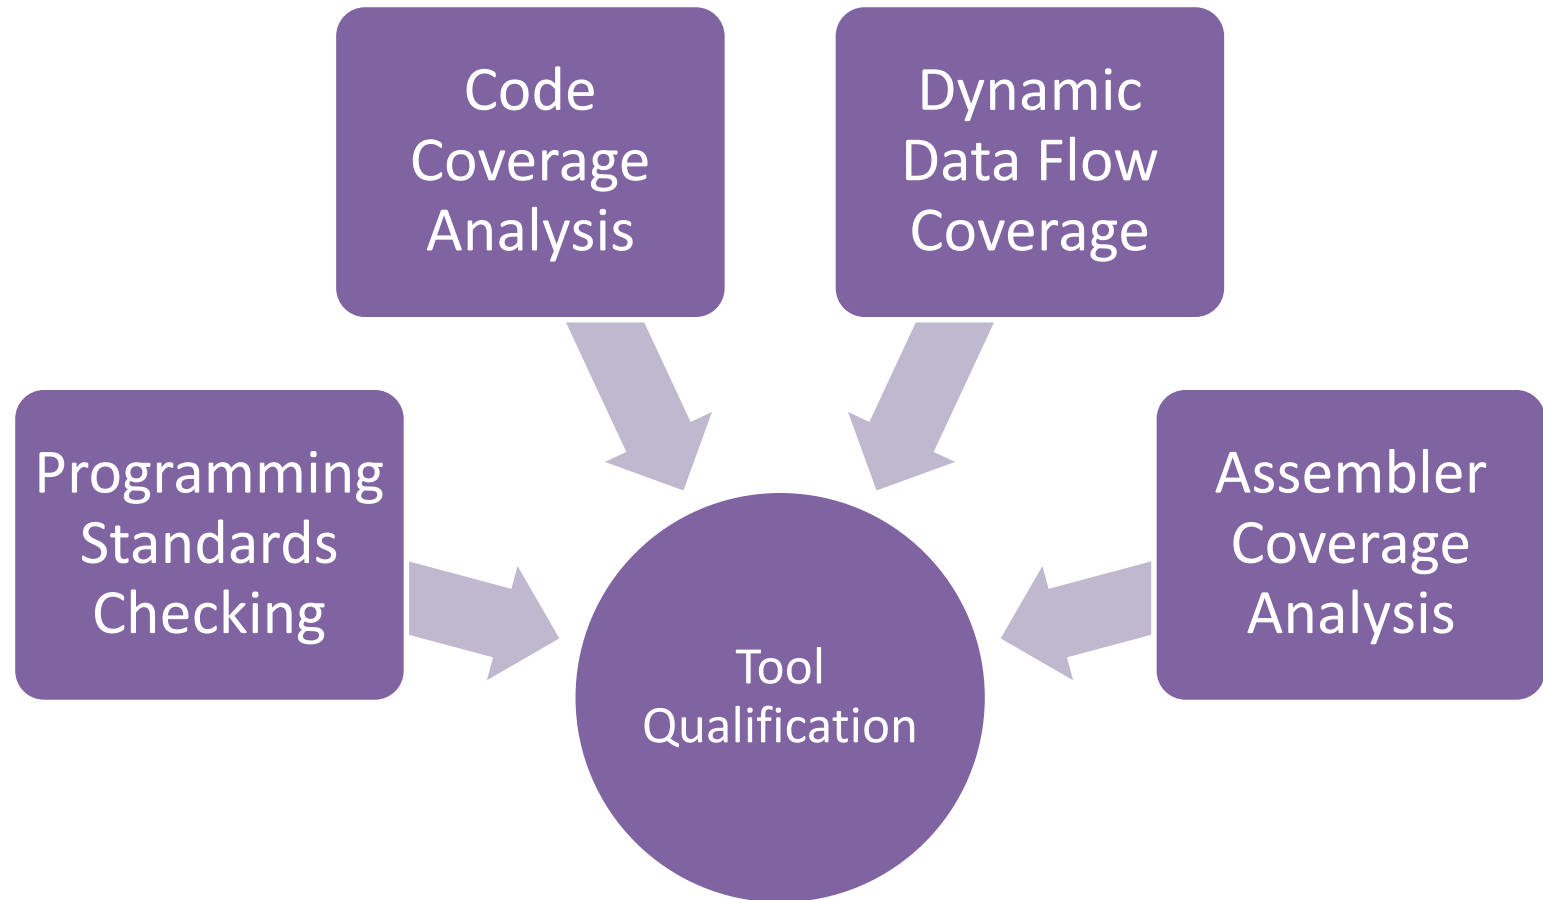 Code
Coverage
Analysis
Dynamic
Data Flow
Coverage
Programming
Standards
Checking
Assembler
Coverage
Analysis
Tool
Qualification